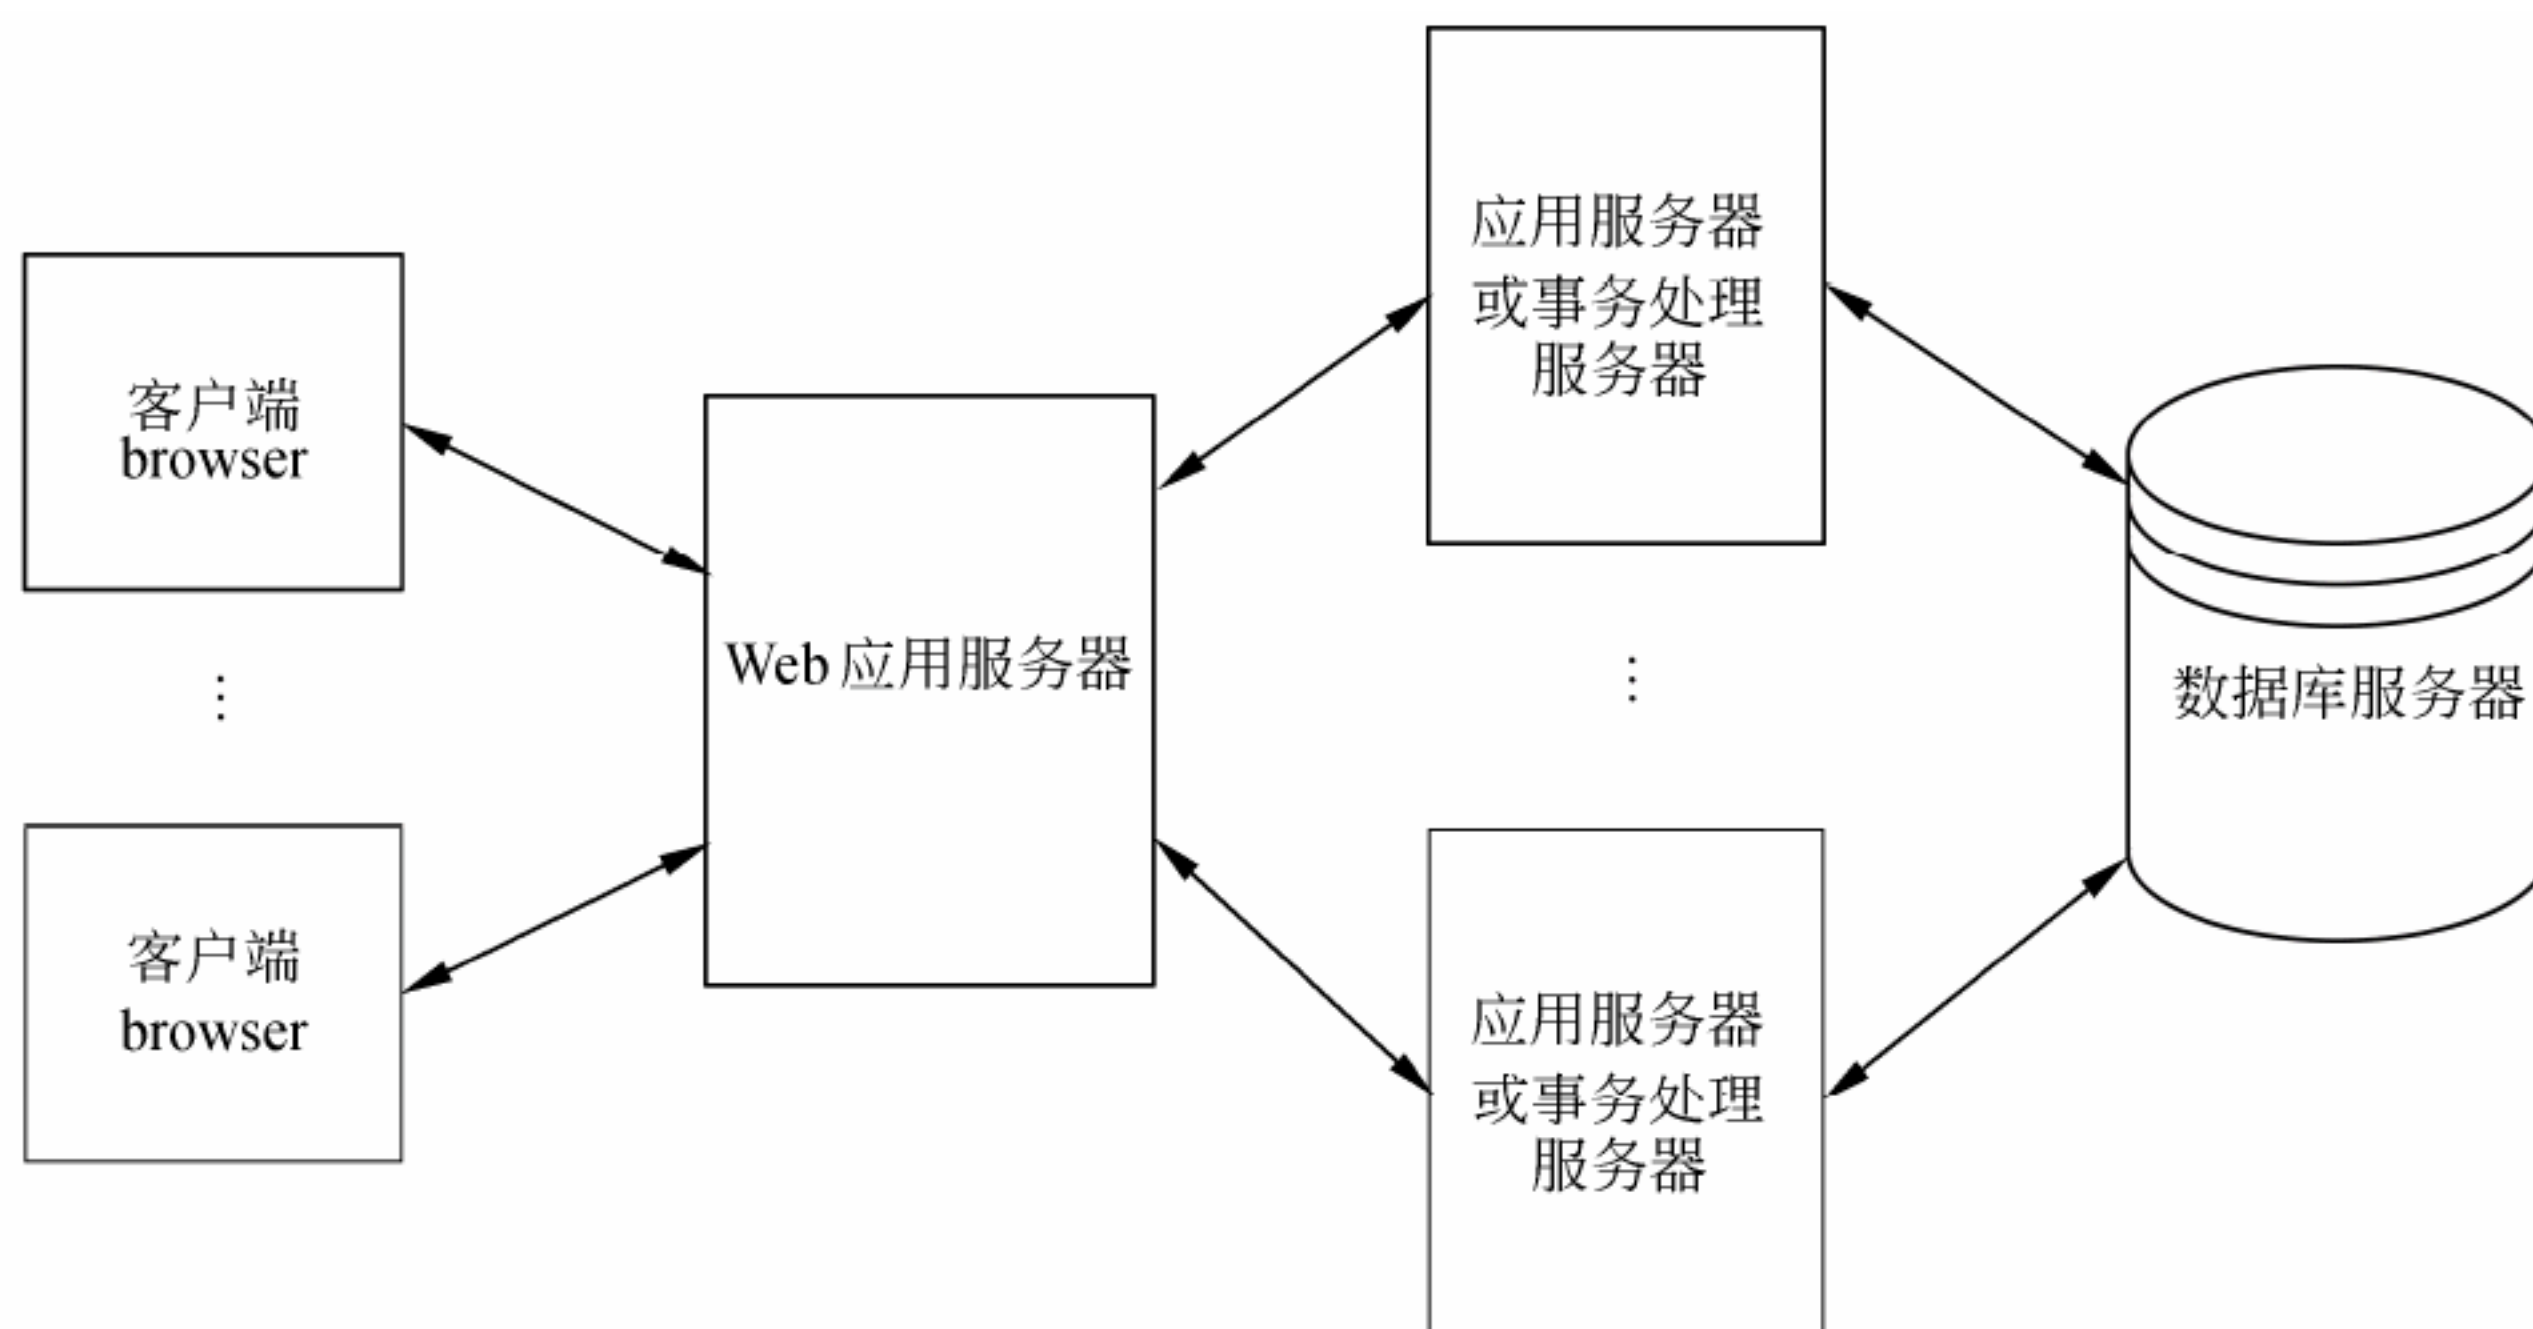 客户端
browser
⋮
客户端
browser
Web 应用服务器
应用服务器
或事务处理
服务器
⋮
应用服务器
或事务处理
服务器
数据库服务器